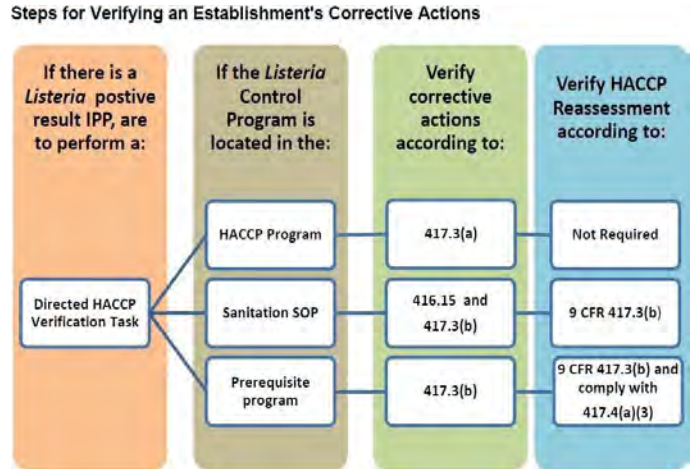 Steps for Verifying an Establishment's Corrective Actions
If there is a
Listeria postive
result IPP, are
to perform a:
If the Listeria
Control
Program is
located in the:
Verify
corrective
actions
according to:
Verify HACCP
Reassessment
according to:
Directed HACCP
Verification Task
HACCP Program
417.3(a)
Not Required
Sanitation SOP
416.15 and
417.3(b)
9 CFR 417.3(b)
Prerequisite
program
417.3(b)
9 CFR 417.3(b) and
comply with
417.4(a)(3)